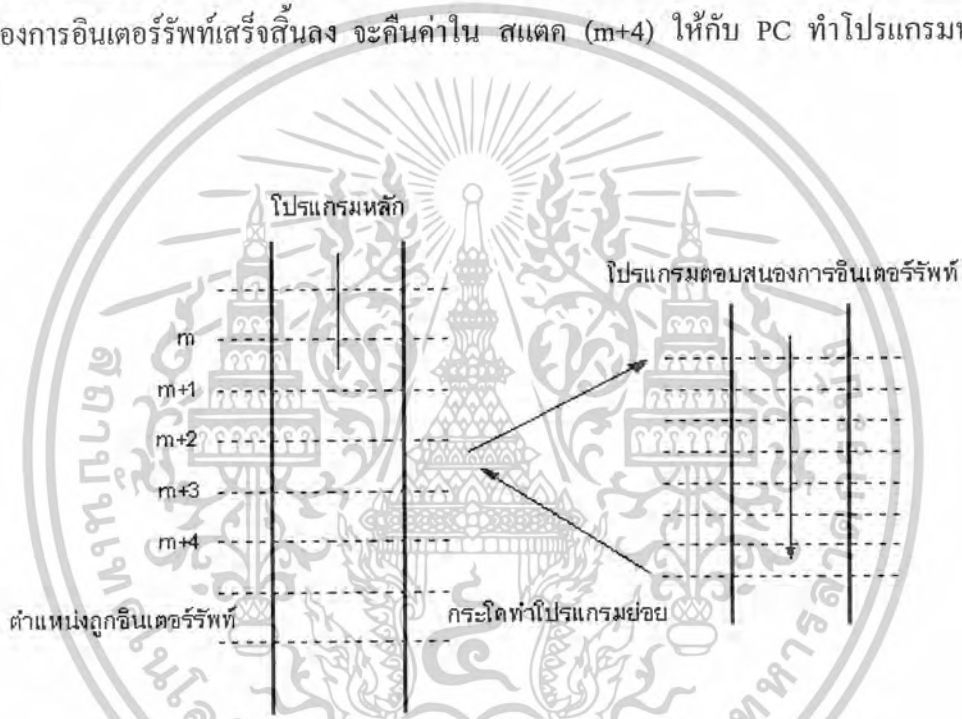 องการอินเตอร์รัพท์เสร็จสิ้นลง จะคืนค่าใน สแตค (m+4) ให้กับ PC ทำโปรแกรมห
โปรแกรมหลัก
โปรแกรมตอบสนองการอินเตอร์รัพท์
m
m+1
m+2
m+3
m+4
ตำแหน่งถูกอินเตอร์รัพท์
กระโดทำโปรแกรมย่อย